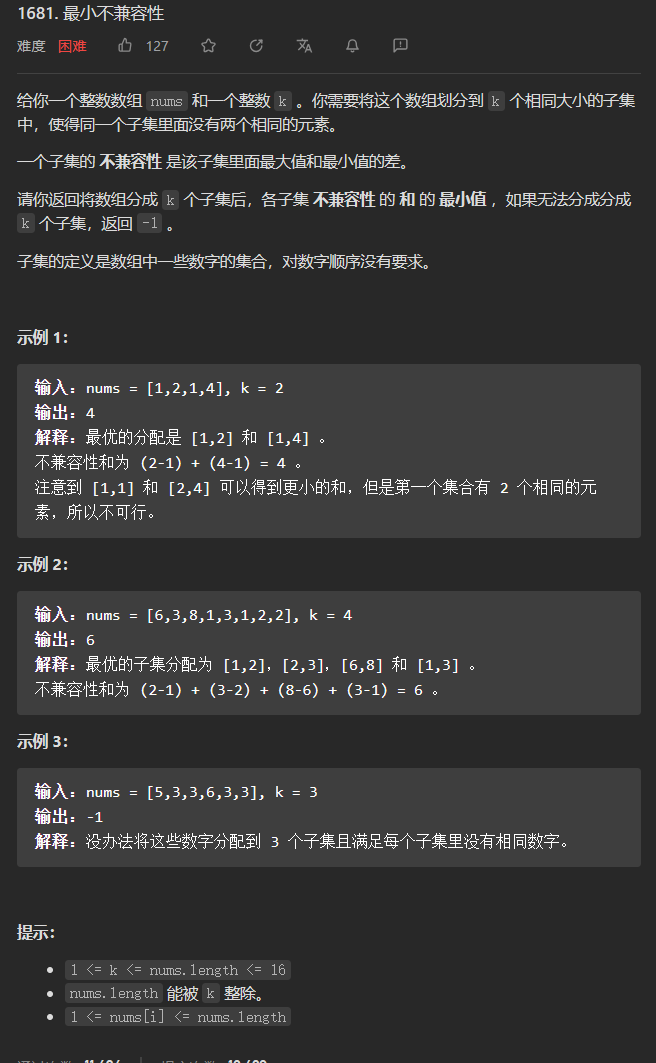 1681. 最小不兼容性
难度 困难 127
给你一个整数数组 nums 和一个整数 k 。你需要将这个数组划分到 k 个相同大小的子集
中，使得同一个子集里面没有两个相同的元素。
一个子集的 不兼容性 是该子集里面最大值和最小值的差。
请你返回将数组分成 k 个子集后，各子集 不兼容性 的 和 的 最小值 ，如果无法分成分成
k 个子集，返回 -1 。
子集的定义是数组中一些数字的集合，对数字顺序没有要求。
示例 1：
输入：nums = [1,2,1,4], k = 2
输出：4
解释：最优的分配是 [1,2] 和 [1,4] 。
不兼容性和为 (2-1) + (4-1) = 4 。
注意到 [1,1] 和 [2,4] 可以得到更小的和，但是第一个集合有 2 个相同的元
素，所以不可行。
示例 2：
输入：nums = [6,3,8,1,3,1,2,2], k = 4
输出：6
解释：最优的子集分配为 [1,2]，[2,3]，[6,8] 和 [1,3] 。
不兼容性和为 (2-1) + (3-2) + (8-6) + (3-1) = 6 。
示例 3：
输入：nums = [5,3,3,6,3,3], k = 3
输出：-1
解释：没办法将这些数字分配到 3 个子集且满足每个子集里没有相同数字。
提示：
1 <= k <= nums.length <= 16
nums.length 能被 k 整除。
1 <= nums[i] <= nums.length